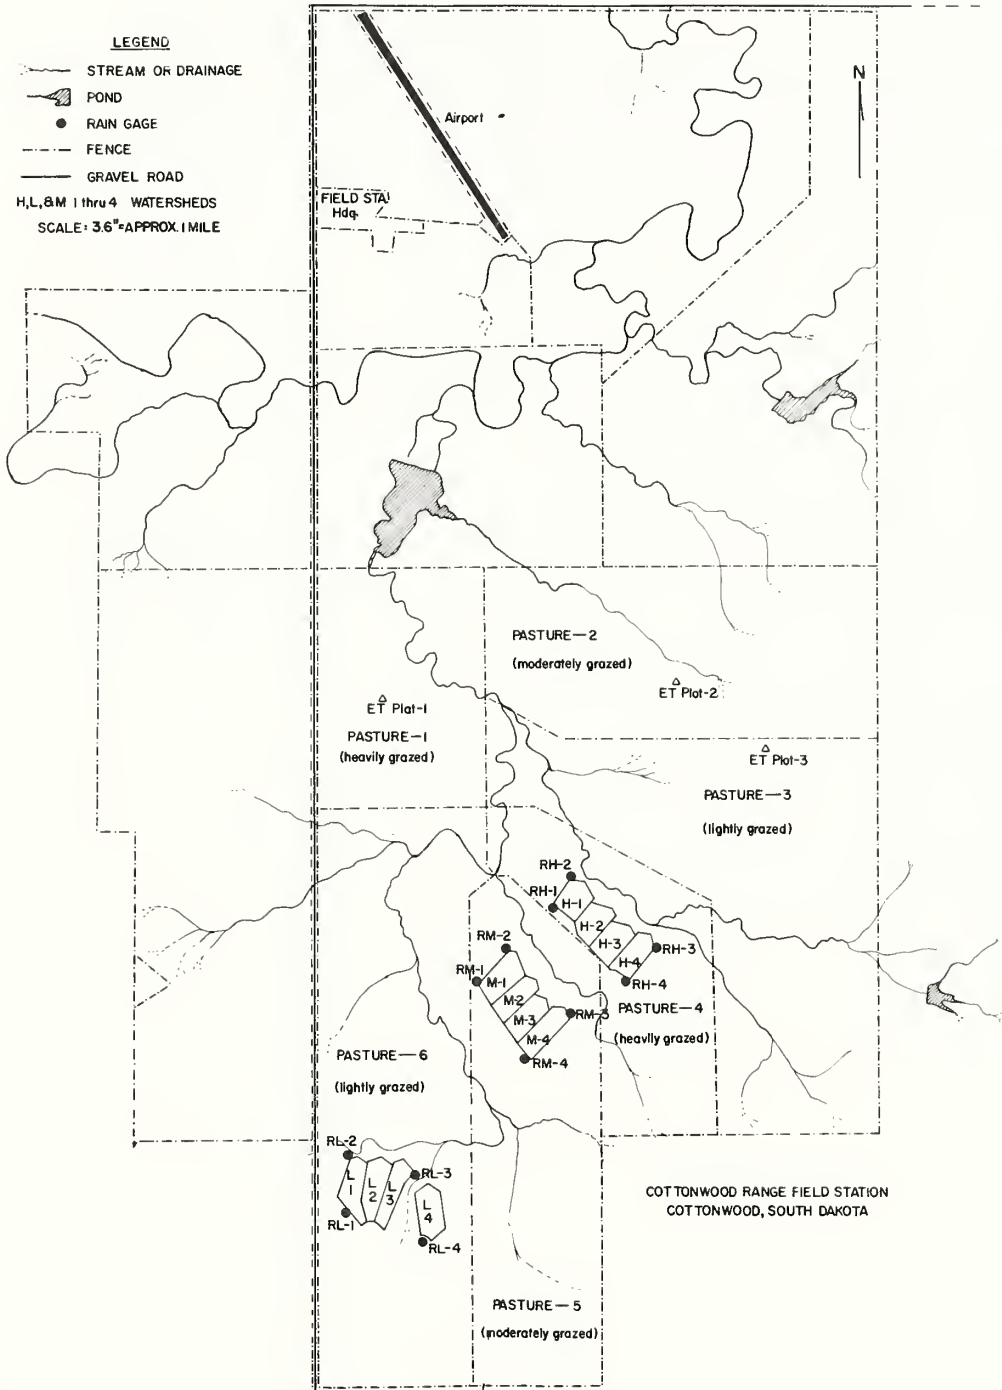 LEGEND
STREAM OR DRAINAGE
POND
RAIN GAGE
FENCE
GRAVEL ROAD
H,L,&M 1 thru 4 WATERSHEDS
SCALE: 3.6"=APPROX. 1 MILE
Airport
N
FIELD STA.
Hdq.
PASTURE—2
(moderately grazed)
ET Plot-2
ET Plat-1
PASTURE—1
(heavily grazed)
ET Plot-3
PASTURE—3
(lightly grazed)
RH-2
RH-1
H-1
H-2
H-3
H-4
RH-3
RH-4
RM-2
RM-1
M-1
M-2
M-3
M-4
RM-3
RM-4
PASTURE—4
(heavily grazed)
PASTURE—6
(lightly grazed)
RL-2
L
1
L
2
L
3
RL-3
L
4
RL-1
RL-4
COTTONWOOD RANGE FIELD STATION
COTTONWOOD, SOUTH DAKOTA
PASTURE—5
(moderately grazed)